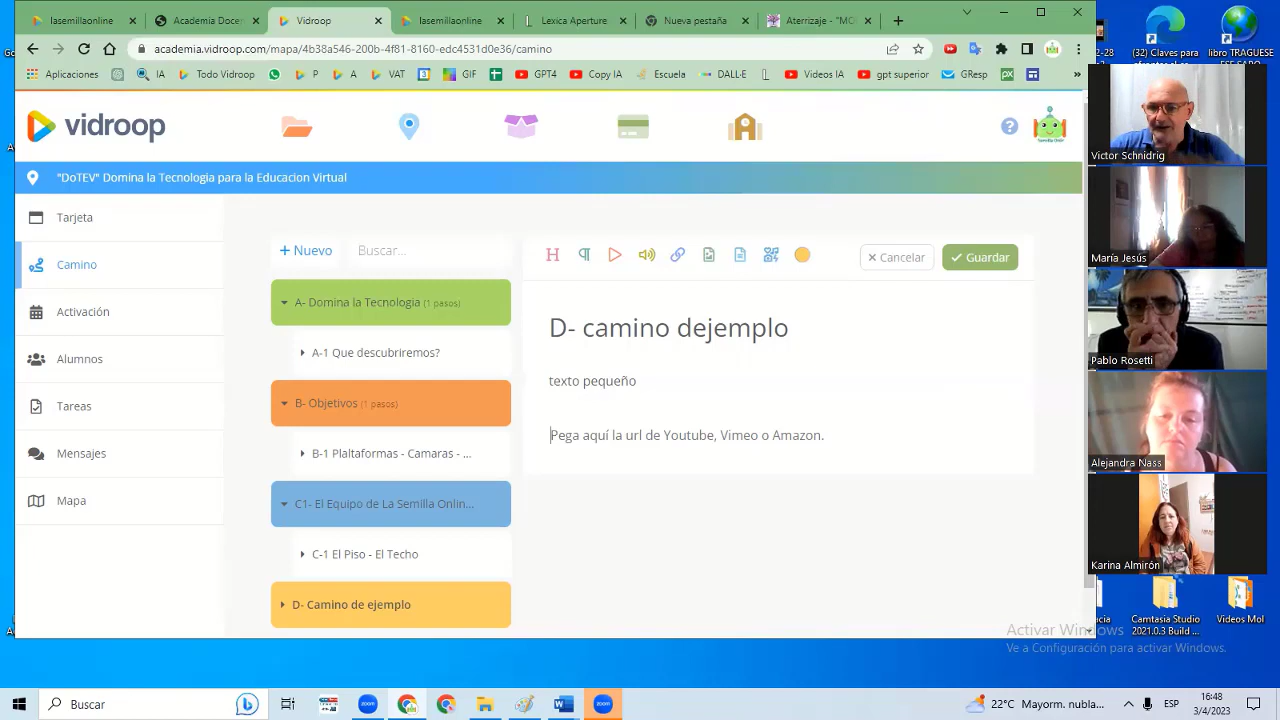 Academia Docen
Vidroop
lasemillaonline
Lexica Aperture
Nueva pestaña
Aterrizaje - "MO
academia.vidroop.com/mapa/4b38a546-200b-4f81-8160-edc4531d0e36/camino
Aplicaciones
IA
Todo Vidroop
P
A
VAT
GIF
GPT4
Copy IA
Escuela
DALL·E
Videos IA
gpt superior
GResp
»
vidroop
"DoTEV" Domina la Tecnologia para la Educacion Virtual
Tarjeta
Camino
Activación
Alumnos
Tareas
Mensajes
Mapa
+ Nuevo
Buscar...
A- Domina la Tecnologia (1 pasos)
A-1 Que descubriremos?
B- Objetivos (1 pasos)
B-1 Plaltaformas - Camaras - ...
C1- El Equipo de La Semilla Onlin...
C-1 El Piso - El Techo
D- Camino de ejemplo
Cancelar
Guardar
D- camino dejemplo
texto pequeño
Pega aquí la url de Youtube, Vimeo o Amazon.
2-28
(32) Claves para
libro TRAGUESE
Victor Schnidrig
María Jesús
Pablo Rosetti
Alejandra Nass
Karina Almirón
acia
Camtasia Studio
2021.0.3 Build ...
Videos Mol
Activar Windows
Ve a Configuración para activar Windows.
Buscar
22°C Mayorm. nubla...
ESP
16:48
3/4/2023